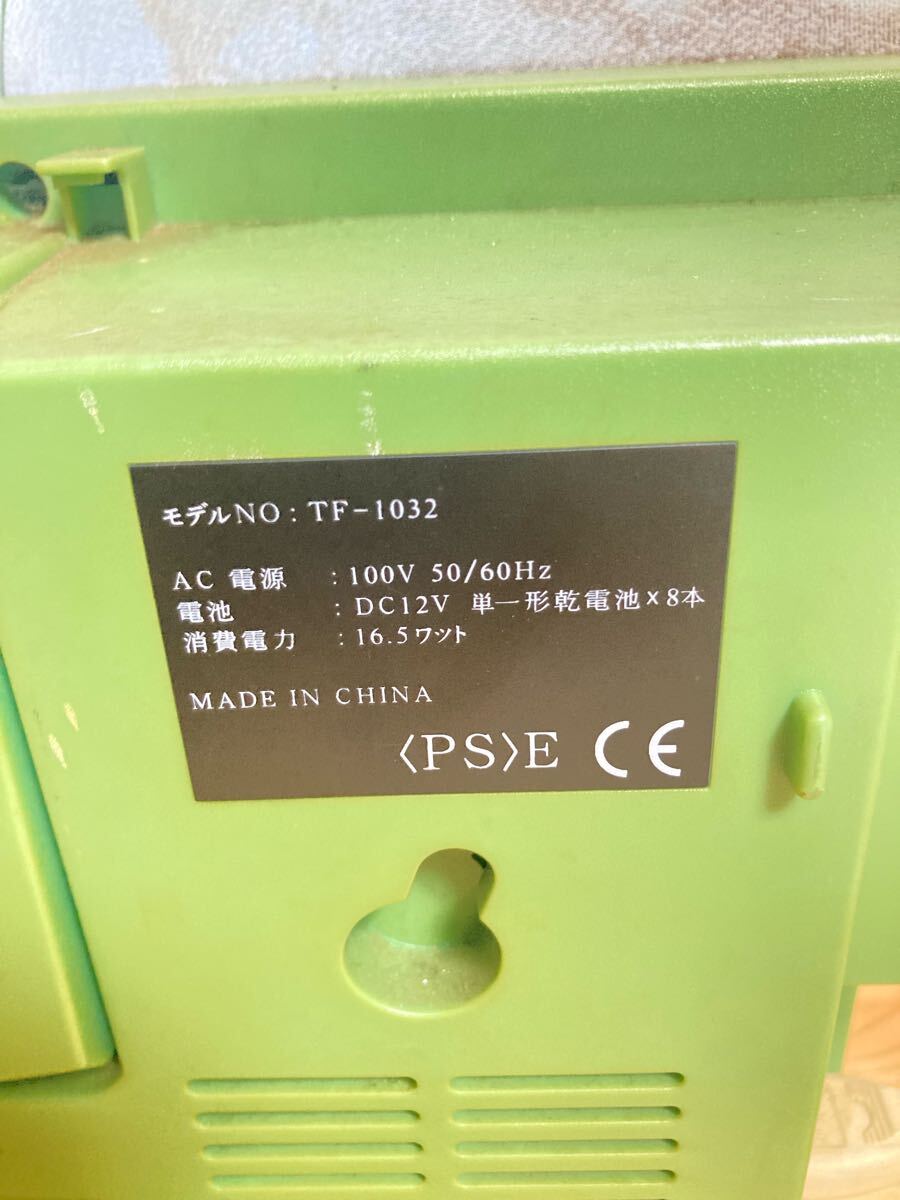 モデルNO : TF-1032
AC 電源 : 100V 50/60Hz
電池 : DC12V 単一形乾電池×8本
消費電力 : 16.5ワット
MADE IN CHINA
〈PS〉E CE